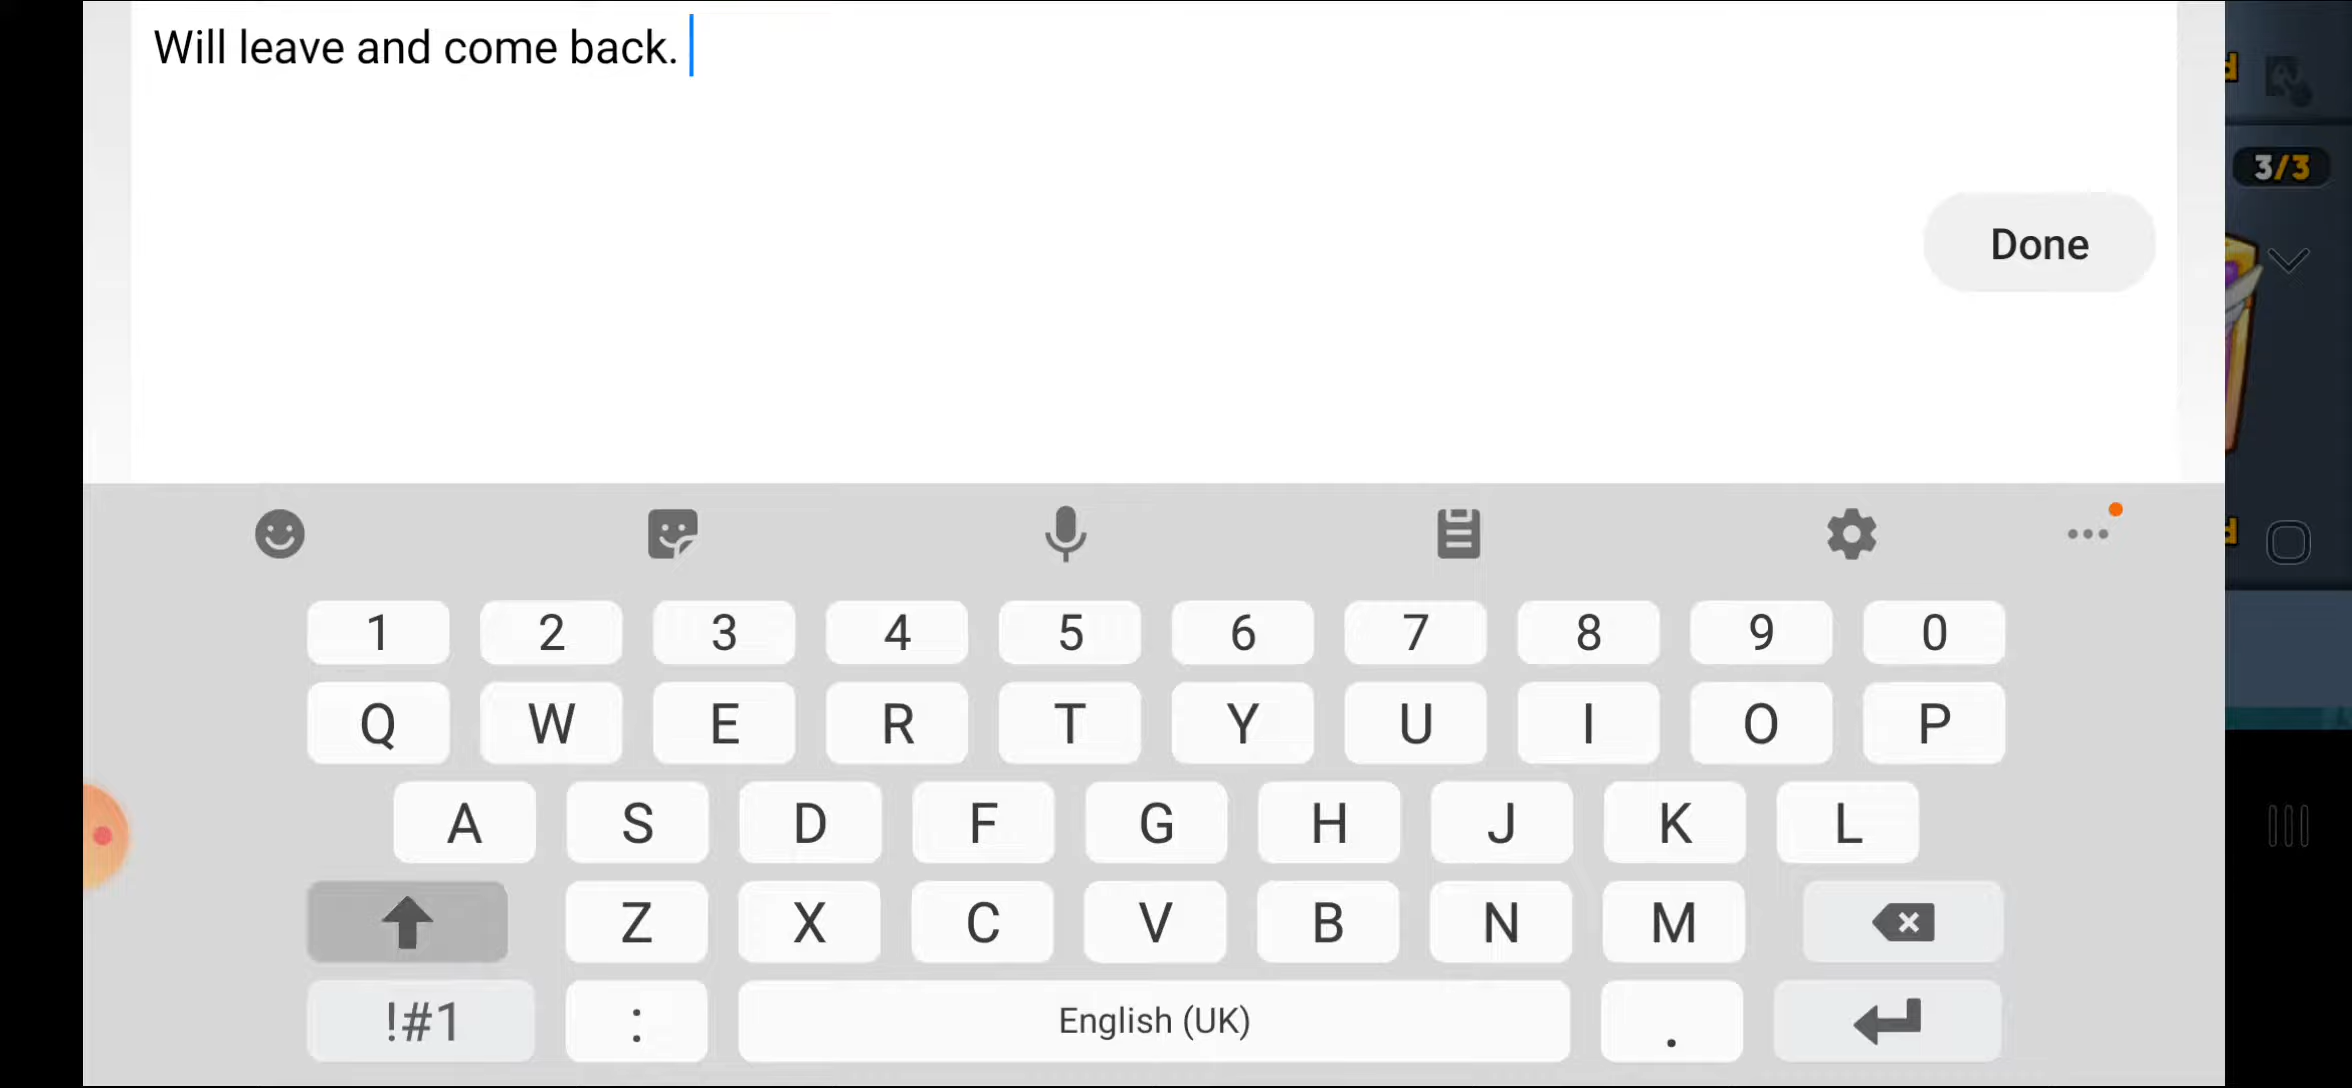 Will leave and come back.
d
3/3
Done
d
1 2 3 4 5 6 7 8 9 0
Q W E R T Y U I O P
A S D F G H J K L
Z X C V B N M
!#1 : English (UK) .